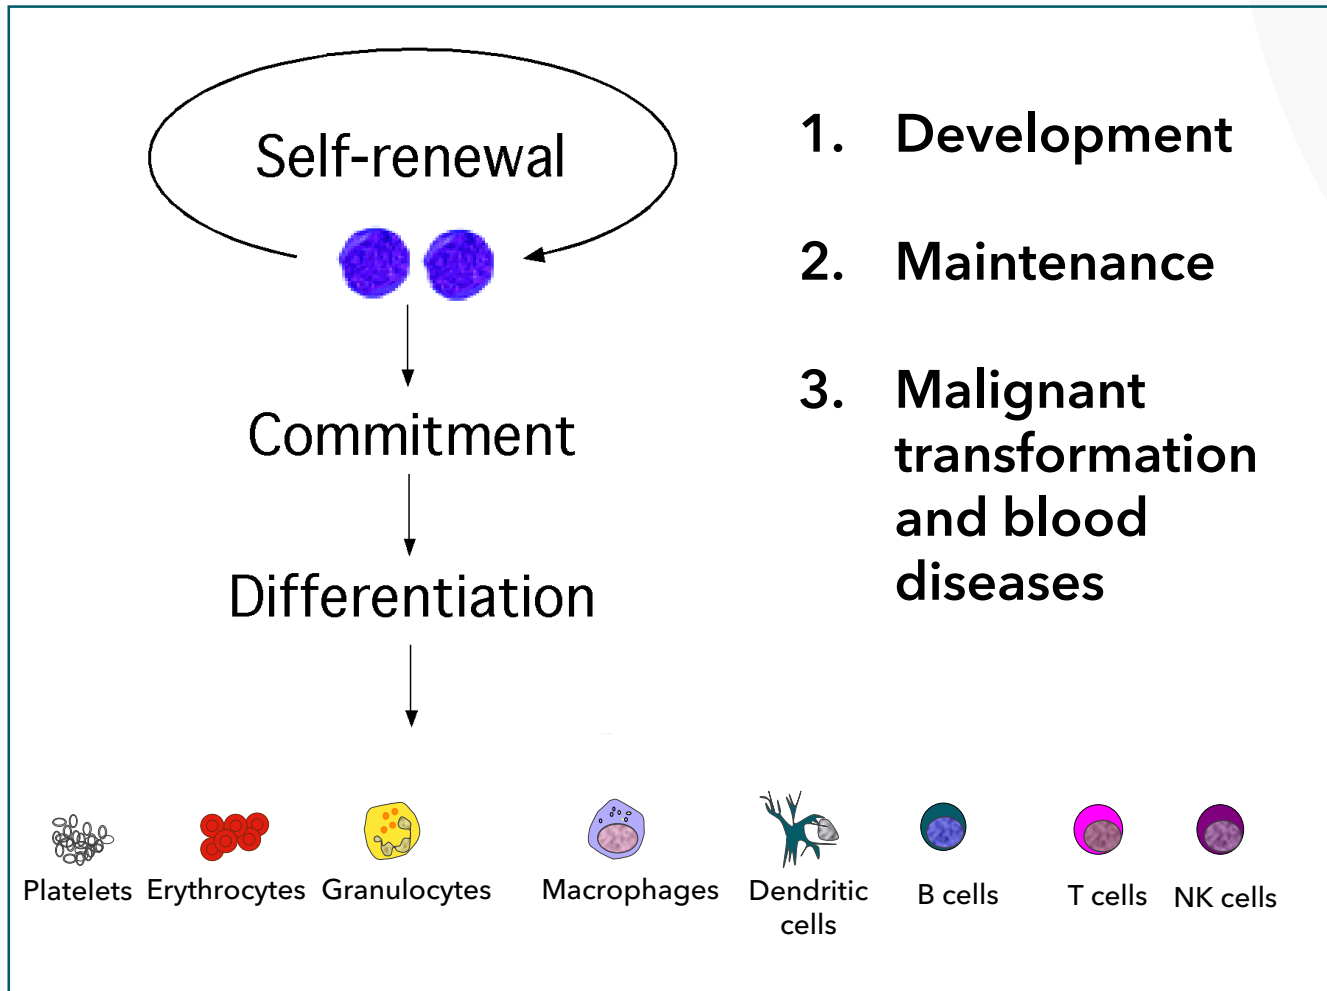 Self-renewal
Commitment
Differentiation
1. Development
2. Maintenance
3. Malignant
transformation
and blood
diseases
Platelets
Erythrocytes
Granulocytes
Macrophages
Dendritic
cells
B cells
T cells
NK cells